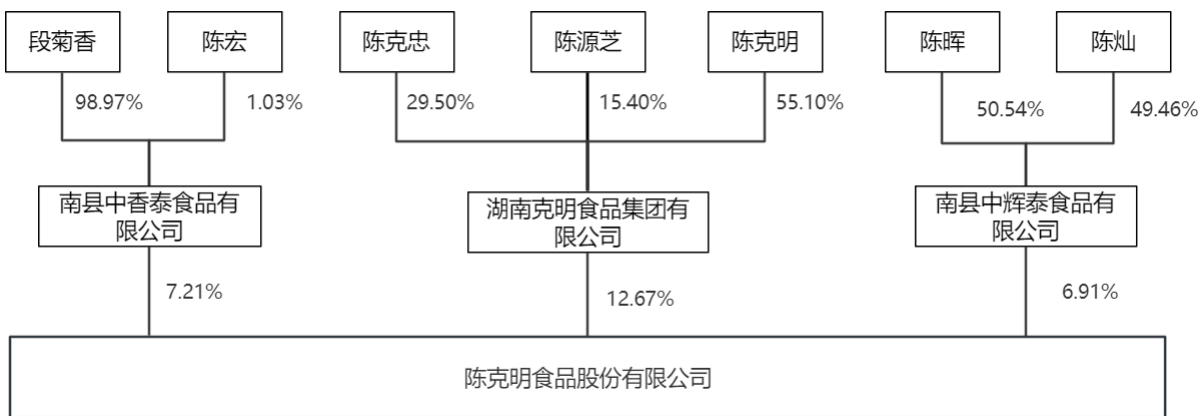 段菊香
陈宏
陈克忠
陈源芝
陈克明
陈晖
陈灿
98.97%
1.03%
29.50%
15.40%
55.10%
50.54%
49.46%
南县中香泰食品有
限公司
湖南克明食品集团有
限公司
南县中辉泰食品有
限公司
7.21%
12.67%
6.91%
陈克明食品股份有限公司